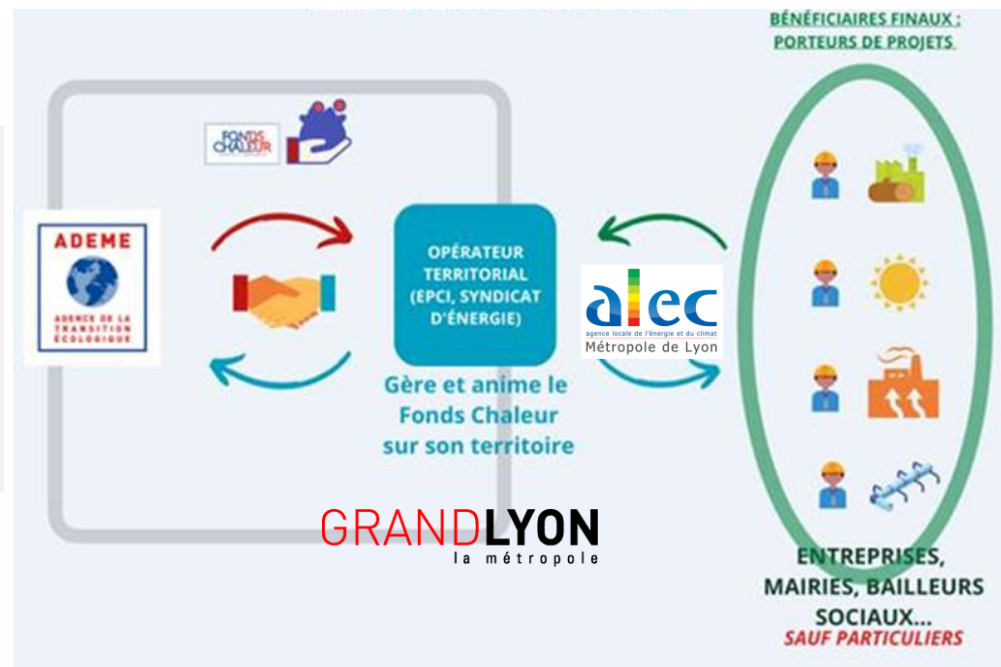 BÉNÉFICIAIRES FINAUX :
PORTEURS DE PROJETS
FONDS
CHALEUR
ADEME
AGENCE DE LA
TRANSITION
ÉCOLOGIQUE
OPÉRATEUR
TERRITORIAL
(EPCI, SYNDICAT
D'ÉNERGIE)
alec
agence locale de l'énergie et du climat
Métropole de Lyon
Gère et anime le
Fonds Chaleur
sur son territoire
GRANDLYON
la métropole
ENTREPRISES,
MAIRIES, BAILLEURS
SOCIAUX...
SAUF PARTICULIERS